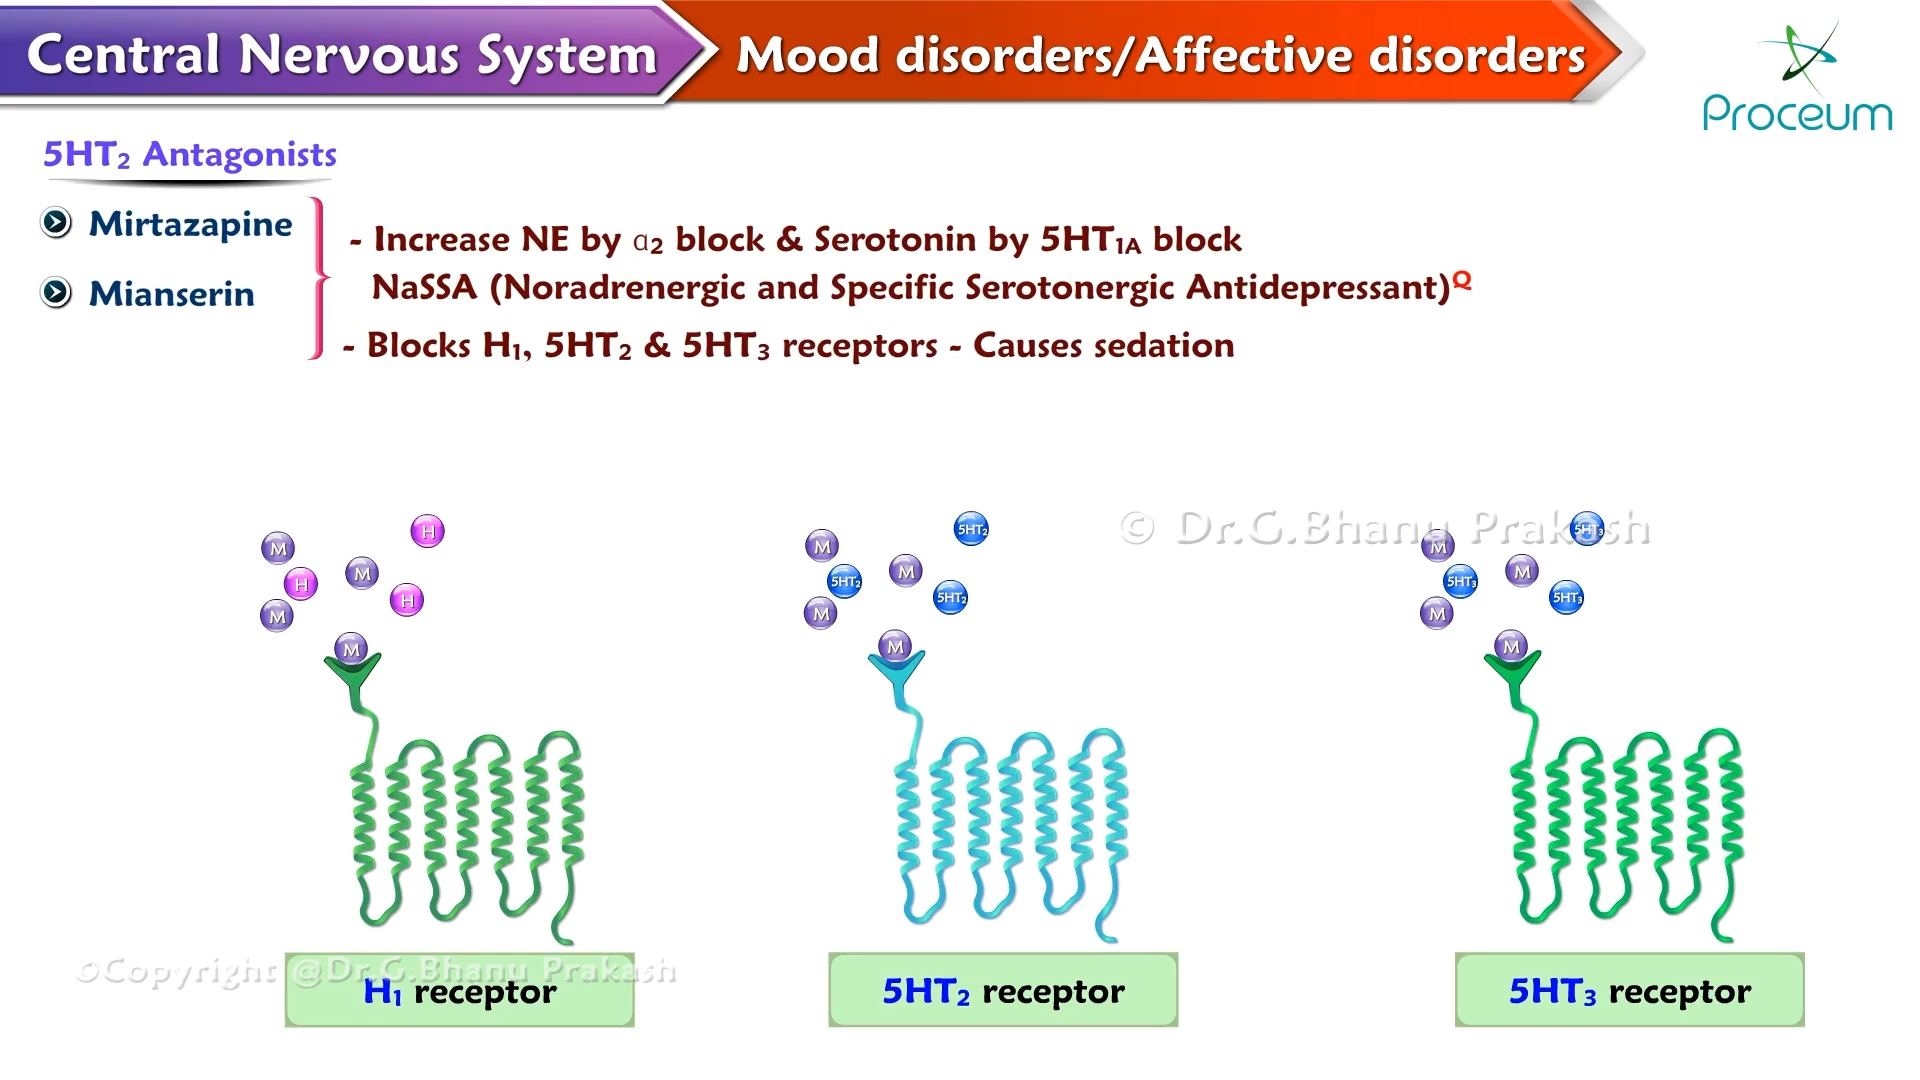 Central Nervous System
Mood disorders/Affective disorders
Proceum
5HT₂ Antagonists
Mirtazapine
Mianserin
- Increase NE by α₂ block & Serotonin by 5HT₁ₐ block
NaSSA (Noradrenergic and Specific Serotonergic Antidepressant)Q
- Blocks H₁, 5HT₂ & 5HT₃ receptors - Causes sedation
© Dr.G.Bhanu Prakash
M
H
M
H
H
M
M
M
5HT₂
M
5HT₂
5HT₂
M
M
M
5HT₃
M
5HT₃
5HT₃
M
M
©Copyright @Dr.G.Bhanu Prakash
H₁ receptor
5HT₂ receptor
5HT₃ receptor